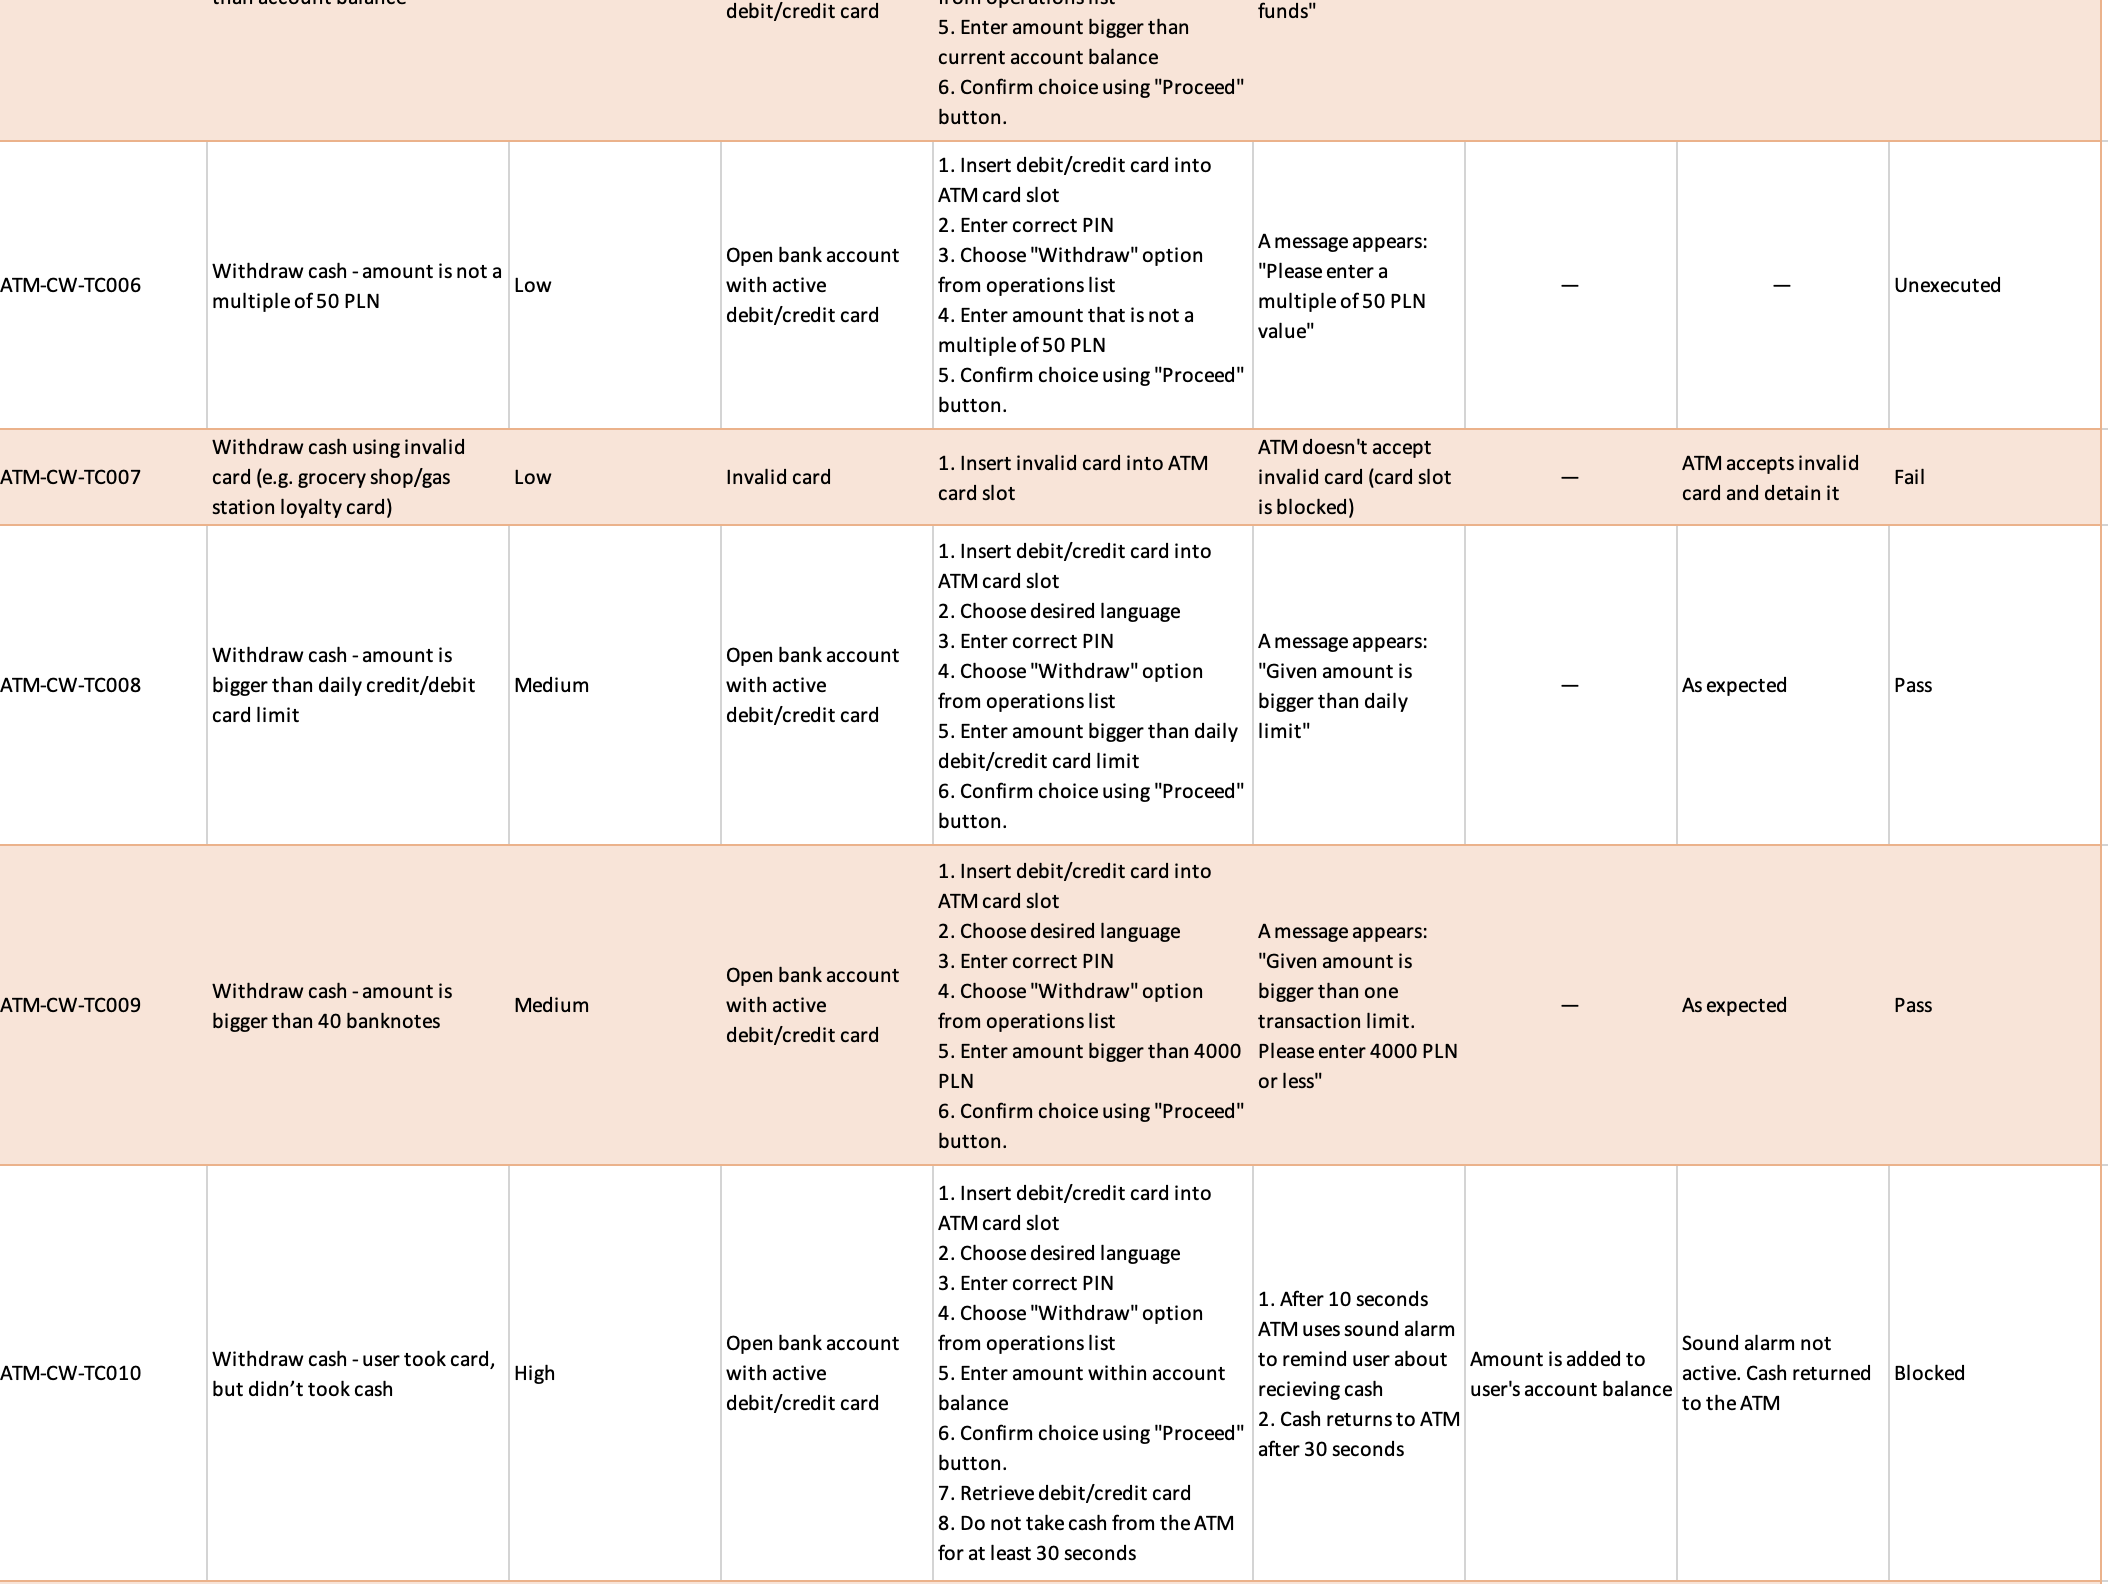 than account balance
debit/credit card
from operations list
5. Enter amount bigger than
current account balance
6. Confirm choice using "Proceed"
button.
funds"
ATM-CW-TC006
Withdraw cash - amount is not a
multiple of 50 PLN
Low
Open bank account
with active
debit/credit card
1. Insert debit/credit card into
ATM card slot
2. Enter correct PIN
3. Choose "Withdraw" option
from operations list
4. Enter amount that is not a
multiple of 50 PLN
5. Confirm choice using "Proceed"
button.
A message appears:
"Please enter a
multiple of 50 PLN
value"
—
—
Unexecuted
ATM-CW-TC007
Withdraw cash using invalid
card (e.g. grocery shop/gas
station loyalty card)
Low
Invalid card
1. Insert invalid card into ATM
card slot
ATM doesn't accept
invalid card (card slot
is blocked)
—
ATM accepts invalid
card and detain it
Fail
ATM-CW-TC008
Withdraw cash - amount is
bigger than daily credit/debit
card limit
Medium
Open bank account
with active
debit/credit card
1. Insert debit/credit card into
ATM card slot
2. Choose desired language
3. Enter correct PIN
4. Choose "Withdraw" option
from operations list
5. Enter amount bigger than daily
debit/credit card limit
6. Confirm choice using "Proceed"
button.
A message appears:
"Given amount is
bigger than daily
limit"
—
As expected
Pass
ATM-CW-TC009
Withdraw cash - amount is
bigger than 40 banknotes
Medium
Open bank account
with active
debit/credit card
1. Insert debit/credit card into
ATM card slot
2. Choose desired language
3. Enter correct PIN
4. Choose "Withdraw" option
from operations list
5. Enter amount bigger than 4000
PLN
6. Confirm choice using "Proceed"
button.
A message appears:
"Given amount is
bigger than one
transaction limit.
Please enter 4000 PLN
or less"
—
As expected
Pass
ATM-CW-TC010
Withdraw cash - user took card,
but didn’t took cash
High
Open bank account
with active
debit/credit card
1. Insert debit/credit card into
ATM card slot
2. Choose desired language
3. Enter correct PIN
4. Choose "Withdraw" option
from operations list
5. Enter amount within account
balance
6. Confirm choice using "Proceed"
button.
7. Retrieve debit/credit card
8. Do not take cash from the ATM
for at least 30 seconds
1. After 10 seconds
ATM uses sound alarm
to remind user about
recieving cash
2. Cash returns to ATM
after 30 seconds
Amount is added to
user's account balance
Sound alarm not
active. Cash returned
to the ATM
Blocked